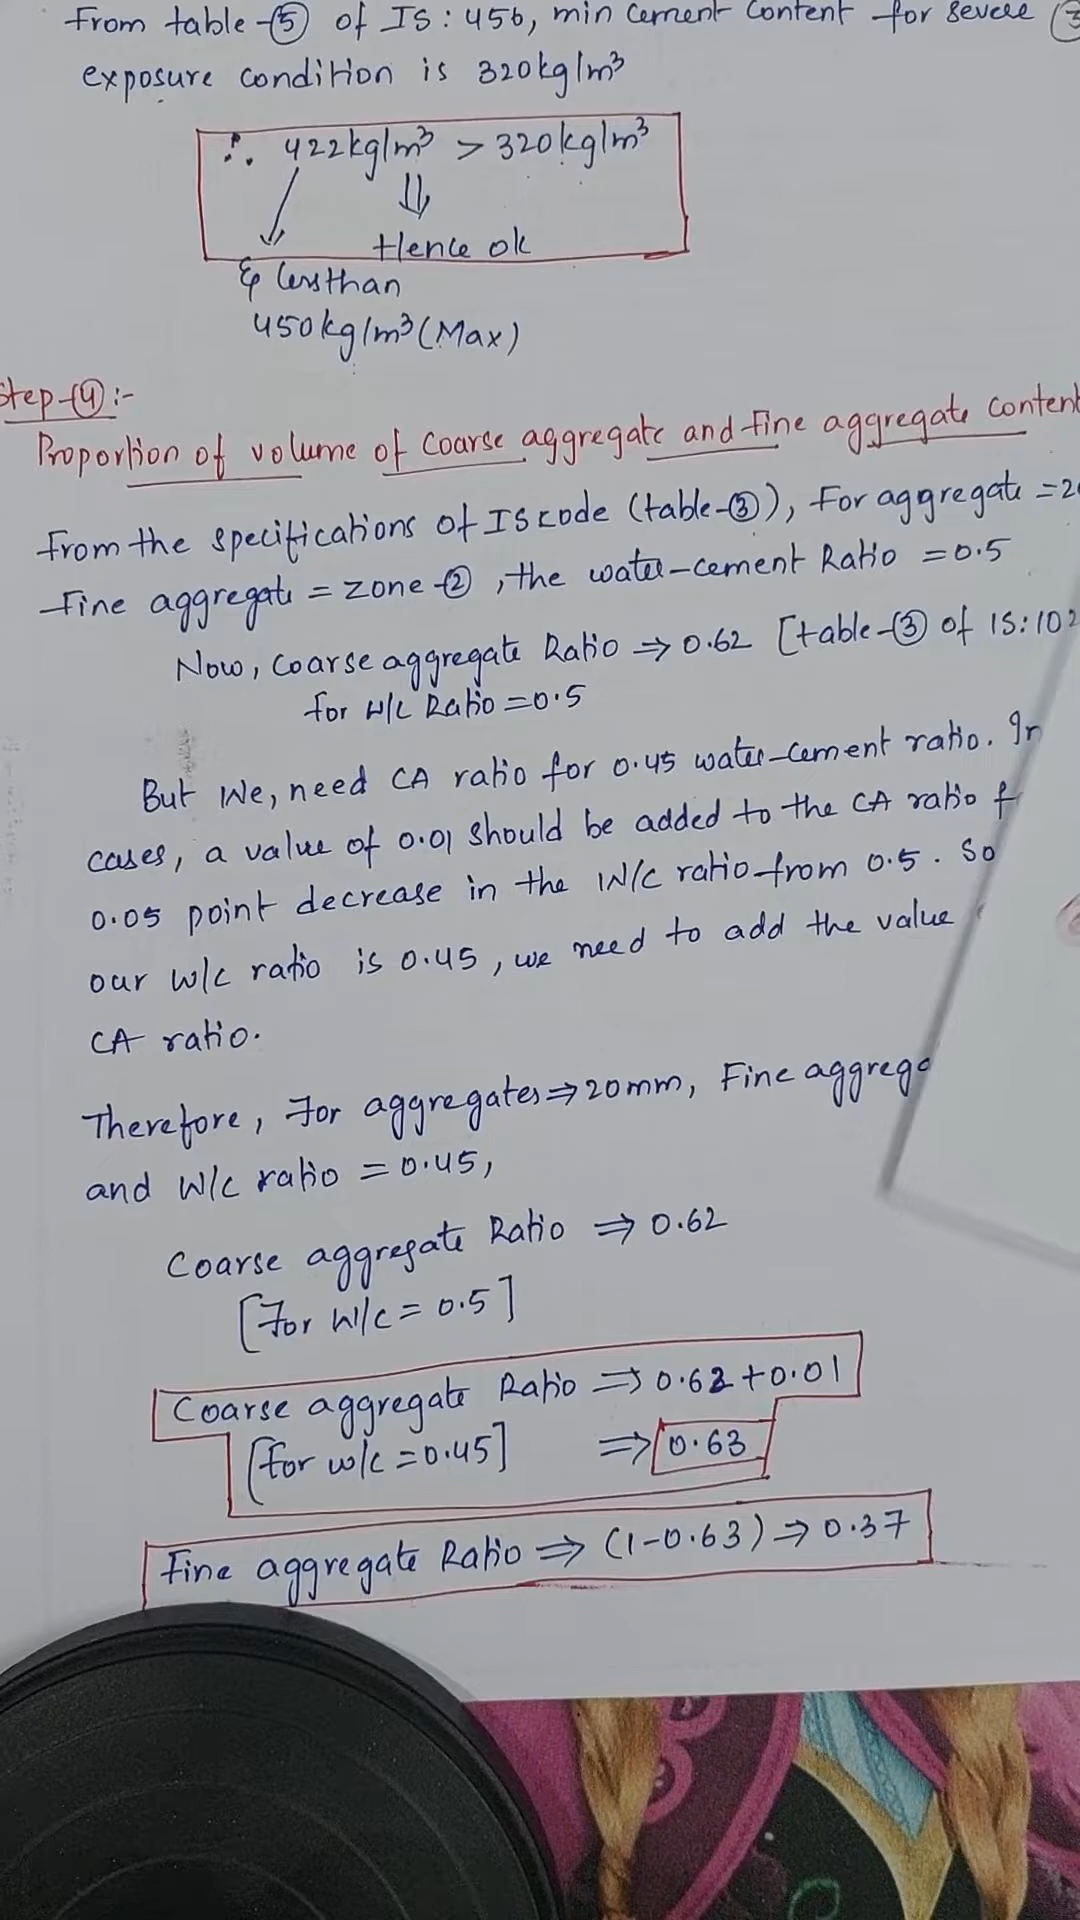 From table-⑤ of IS : 456, min Cement Content for severe
exposure condition is 320kg/m³
∴ 422kg/m³ > 320kg/m³
Hence ok
& lessthan
450kg/m³ (Max)
Step-④ :-
Proportion of volume of Coarse aggregate and Fine aggregate content
From the specifications of IS code (table-③), For aggregate = 20
Fine aggregate = zone-②, the water-cement Ratio = 0.5
Now, Coarse aggregate Ratio ⇒ 0.62 [table-③ of IS:102
for W/C Ratio = 0.5
But We, need CA ratio for 0.45 water-cement ratio. In
cases, a value of 0.01 should be added to the CA ratio f
0.05 point decrease in the W/C ratio from 0.5. So
our W/C ratio is 0.45, we need to add the value
CA ratio.
Therefore, For aggregates ⇒ 20mm, Fine aggrega
and W/C ratio = 0.45,
Coarse aggregate Ratio ⇒ 0.62
[For W/C = 0.5]
Coarse aggregate Ratio ⇒ 0.62 + 0.01
[for w/c = 0.45] ⇒ 0.63
Fine aggregate Ratio ⇒ (1-0.63) ⇒ 0.37